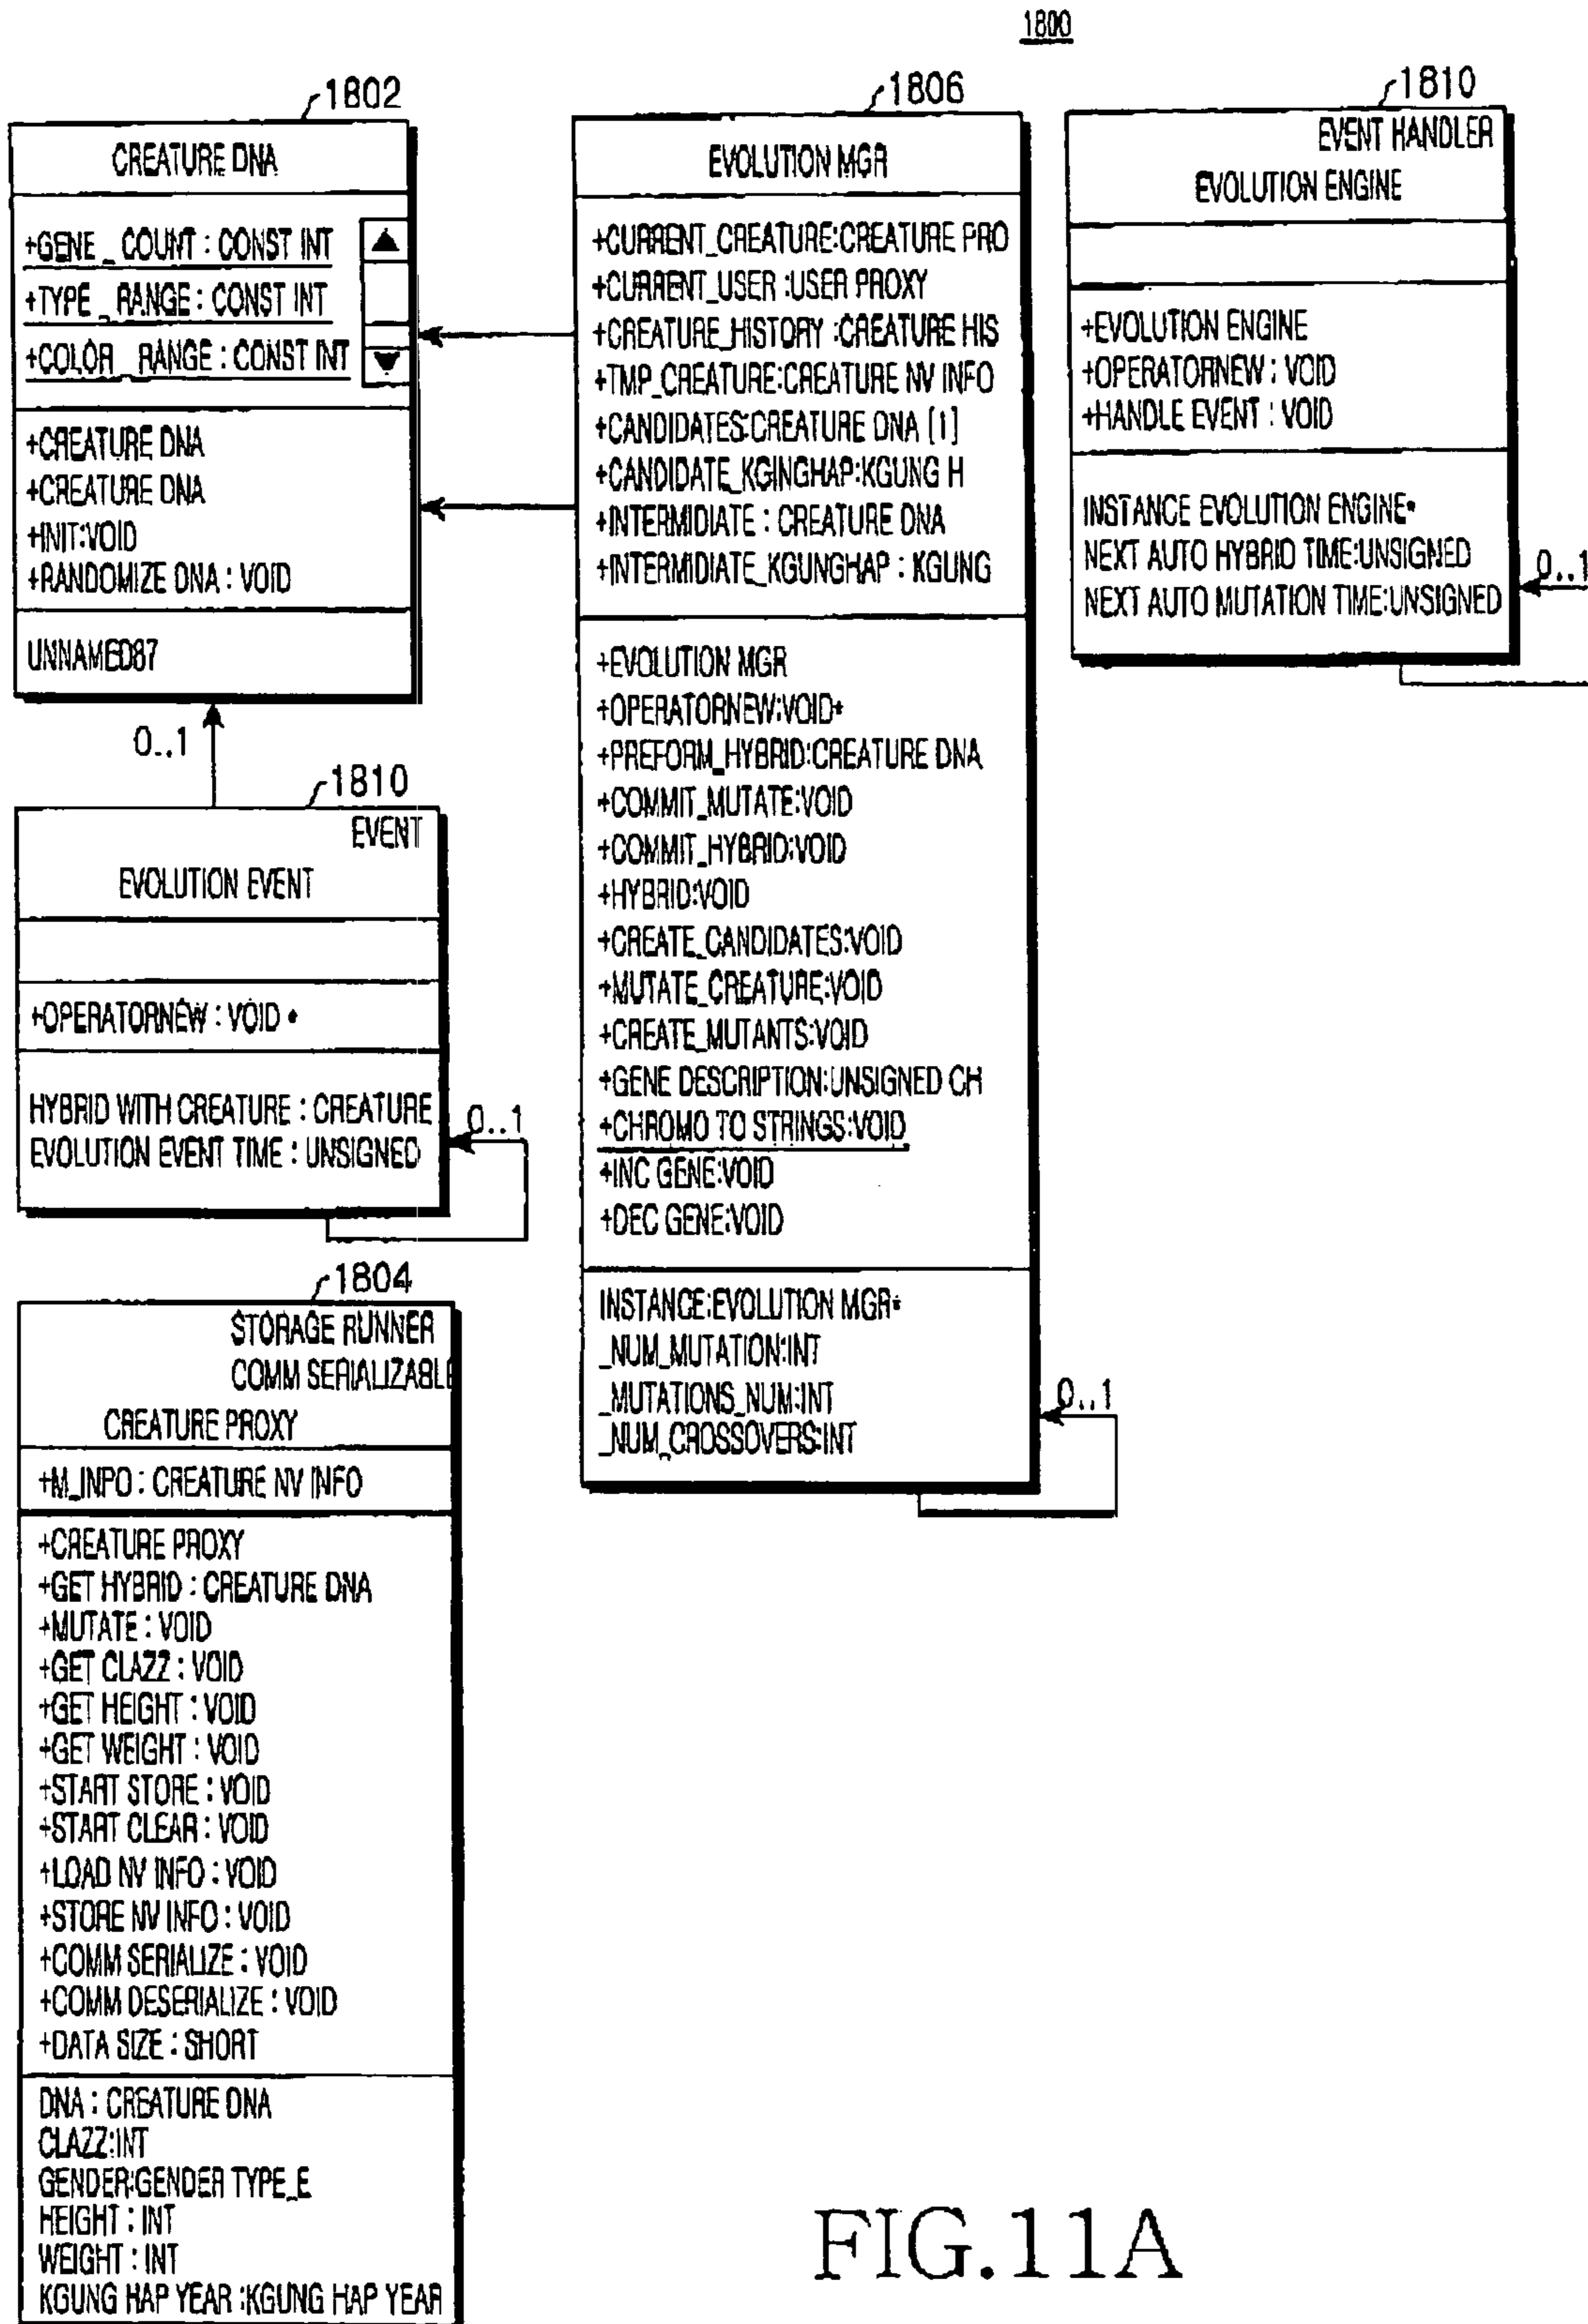 1800
1802
CREATURE DNA
+GENE_COUNT : CONST INT
+TYPE_RANGE : CONST INT
+COLOR_RANGE : CONST INT
+CREATURE DNA
+CREATURE DNA
+INIT:VOID
+RANDOMIZE DNA : VOID
UNNAMED87
0..1
1810
EVENT
EVOLUTION EVENT
+OPERATORNEW : VOID *
HYBRID WITH CREATURE : CREATURE
EVOLUTION EVENT TIME : UNSIGNED
0..1
1804
STORAGE RUNNER
COMM SERIALIZABLE
CREATURE PROXY
+M_INPO : CREATURE NV INFO
+CREATURE PROXY
+GET HYBRID : CREATURE DNA
+MUTATE : VOID
+GET CLAZZ : VOID
+GET HEIGHT : VOID
+GET WEIGHT : VOID
+START STORE : VOID
+START CLEAR : VOID
+LOAD NV INFO : VOID
+STORE NV INFO : VOID
+COMM SERIALIZE : VOID
+COMM DESERIALIZE : VOID
+DATA SIZE : SHORT
DNA : CREATURE DNA
CLAZZ:INT
GENDER:GENDER TYPE_E
HEIGHT : INT
WEIGHT : INT
KGUNG HAP YEAR :KGUNG HAP YEAR
1806
EVOLUTION MGR
+CURRENT_CREATURE:CREATURE PRO
+CURRENT_USER :USER PROXY
+CREATURE_HISTORY :CREATURE HIS
+TMP_CREATURE:CREATURE NV INFO
+CANDIDATES:CREATURE DNA [1]
+CANDIDATE_KGINGHAP:KGUNG H
+INTERMIDIATE : CREATURE DNA
+INTERMIDIATE_KGUNGHAP : KGUNG
+EVOLUTION MGR
+OPERATORNEW:VOID*
+PREFORM_HYBRID:CREATURE DNA
+COMMIT_MUTATE:VOID
+COMMIT_HYBRID:VOID
+HYBRID:VOID
+CREATE_CANDIDATES:VOID
+MUTATE_CREATURE:VOID
+CREATE_MUTANTS:VOID
+GENE DESCRIPTION:UNSIGNED CH
+CHROMO TO STRINGS:VOID
+INC GENE:VOID
+DEC GENE:VOID
INSTANCE:EVOLUTION MGR*
_NUM_MUTATION:INT
_MUTATIONS_NUM:INT
_NUM_CROSSOVERS:INT
0..1
1810
EVENT HANDLER
EVOLUTION ENGINE
+EVOLUTION ENGINE
+OPERATORNEW : VOID
+HANDLE EVENT : VOID
INSTANCE EVOLUTION ENGINE*
NEXT AUTO HYBRID TIME:UNSIGNED
NEXT AUTO MUTATION TIME:UNSIGNED
0..1
FIG.11A